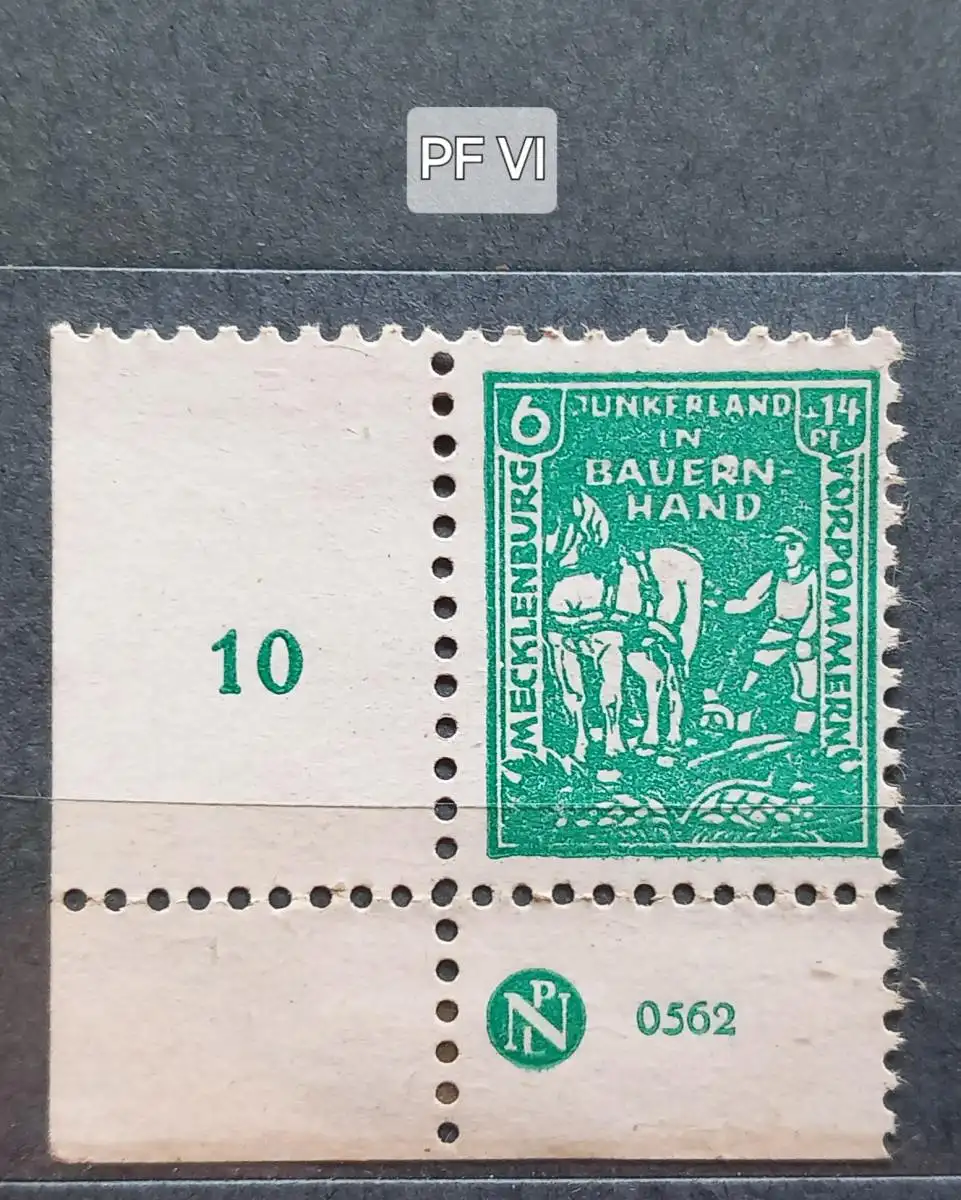 PF VI
6
JUNKERLAND
IN
BAUERN-
HAND
+14
Pf
MECKLENBURG
VORPOMMERN
10
NPL
0562